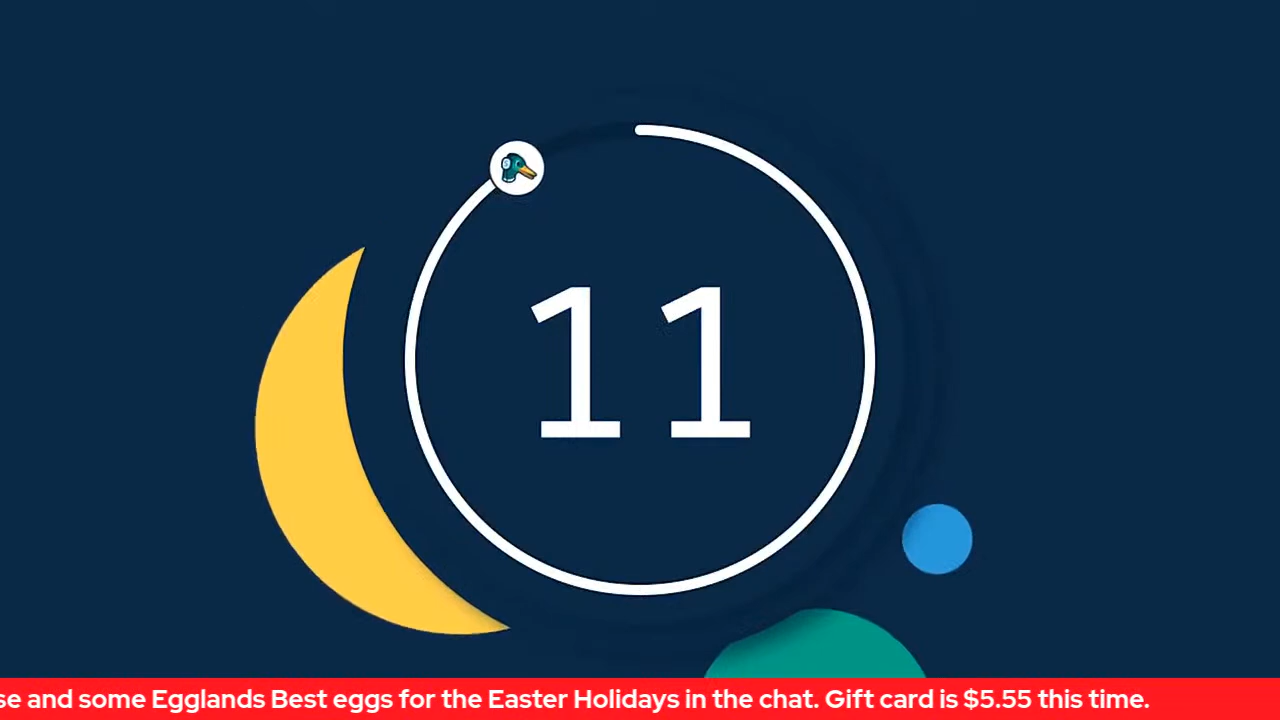 11
and some Egglands Best eggs for the Easter Holidays in the chat. Gift card is $5.55 this time.